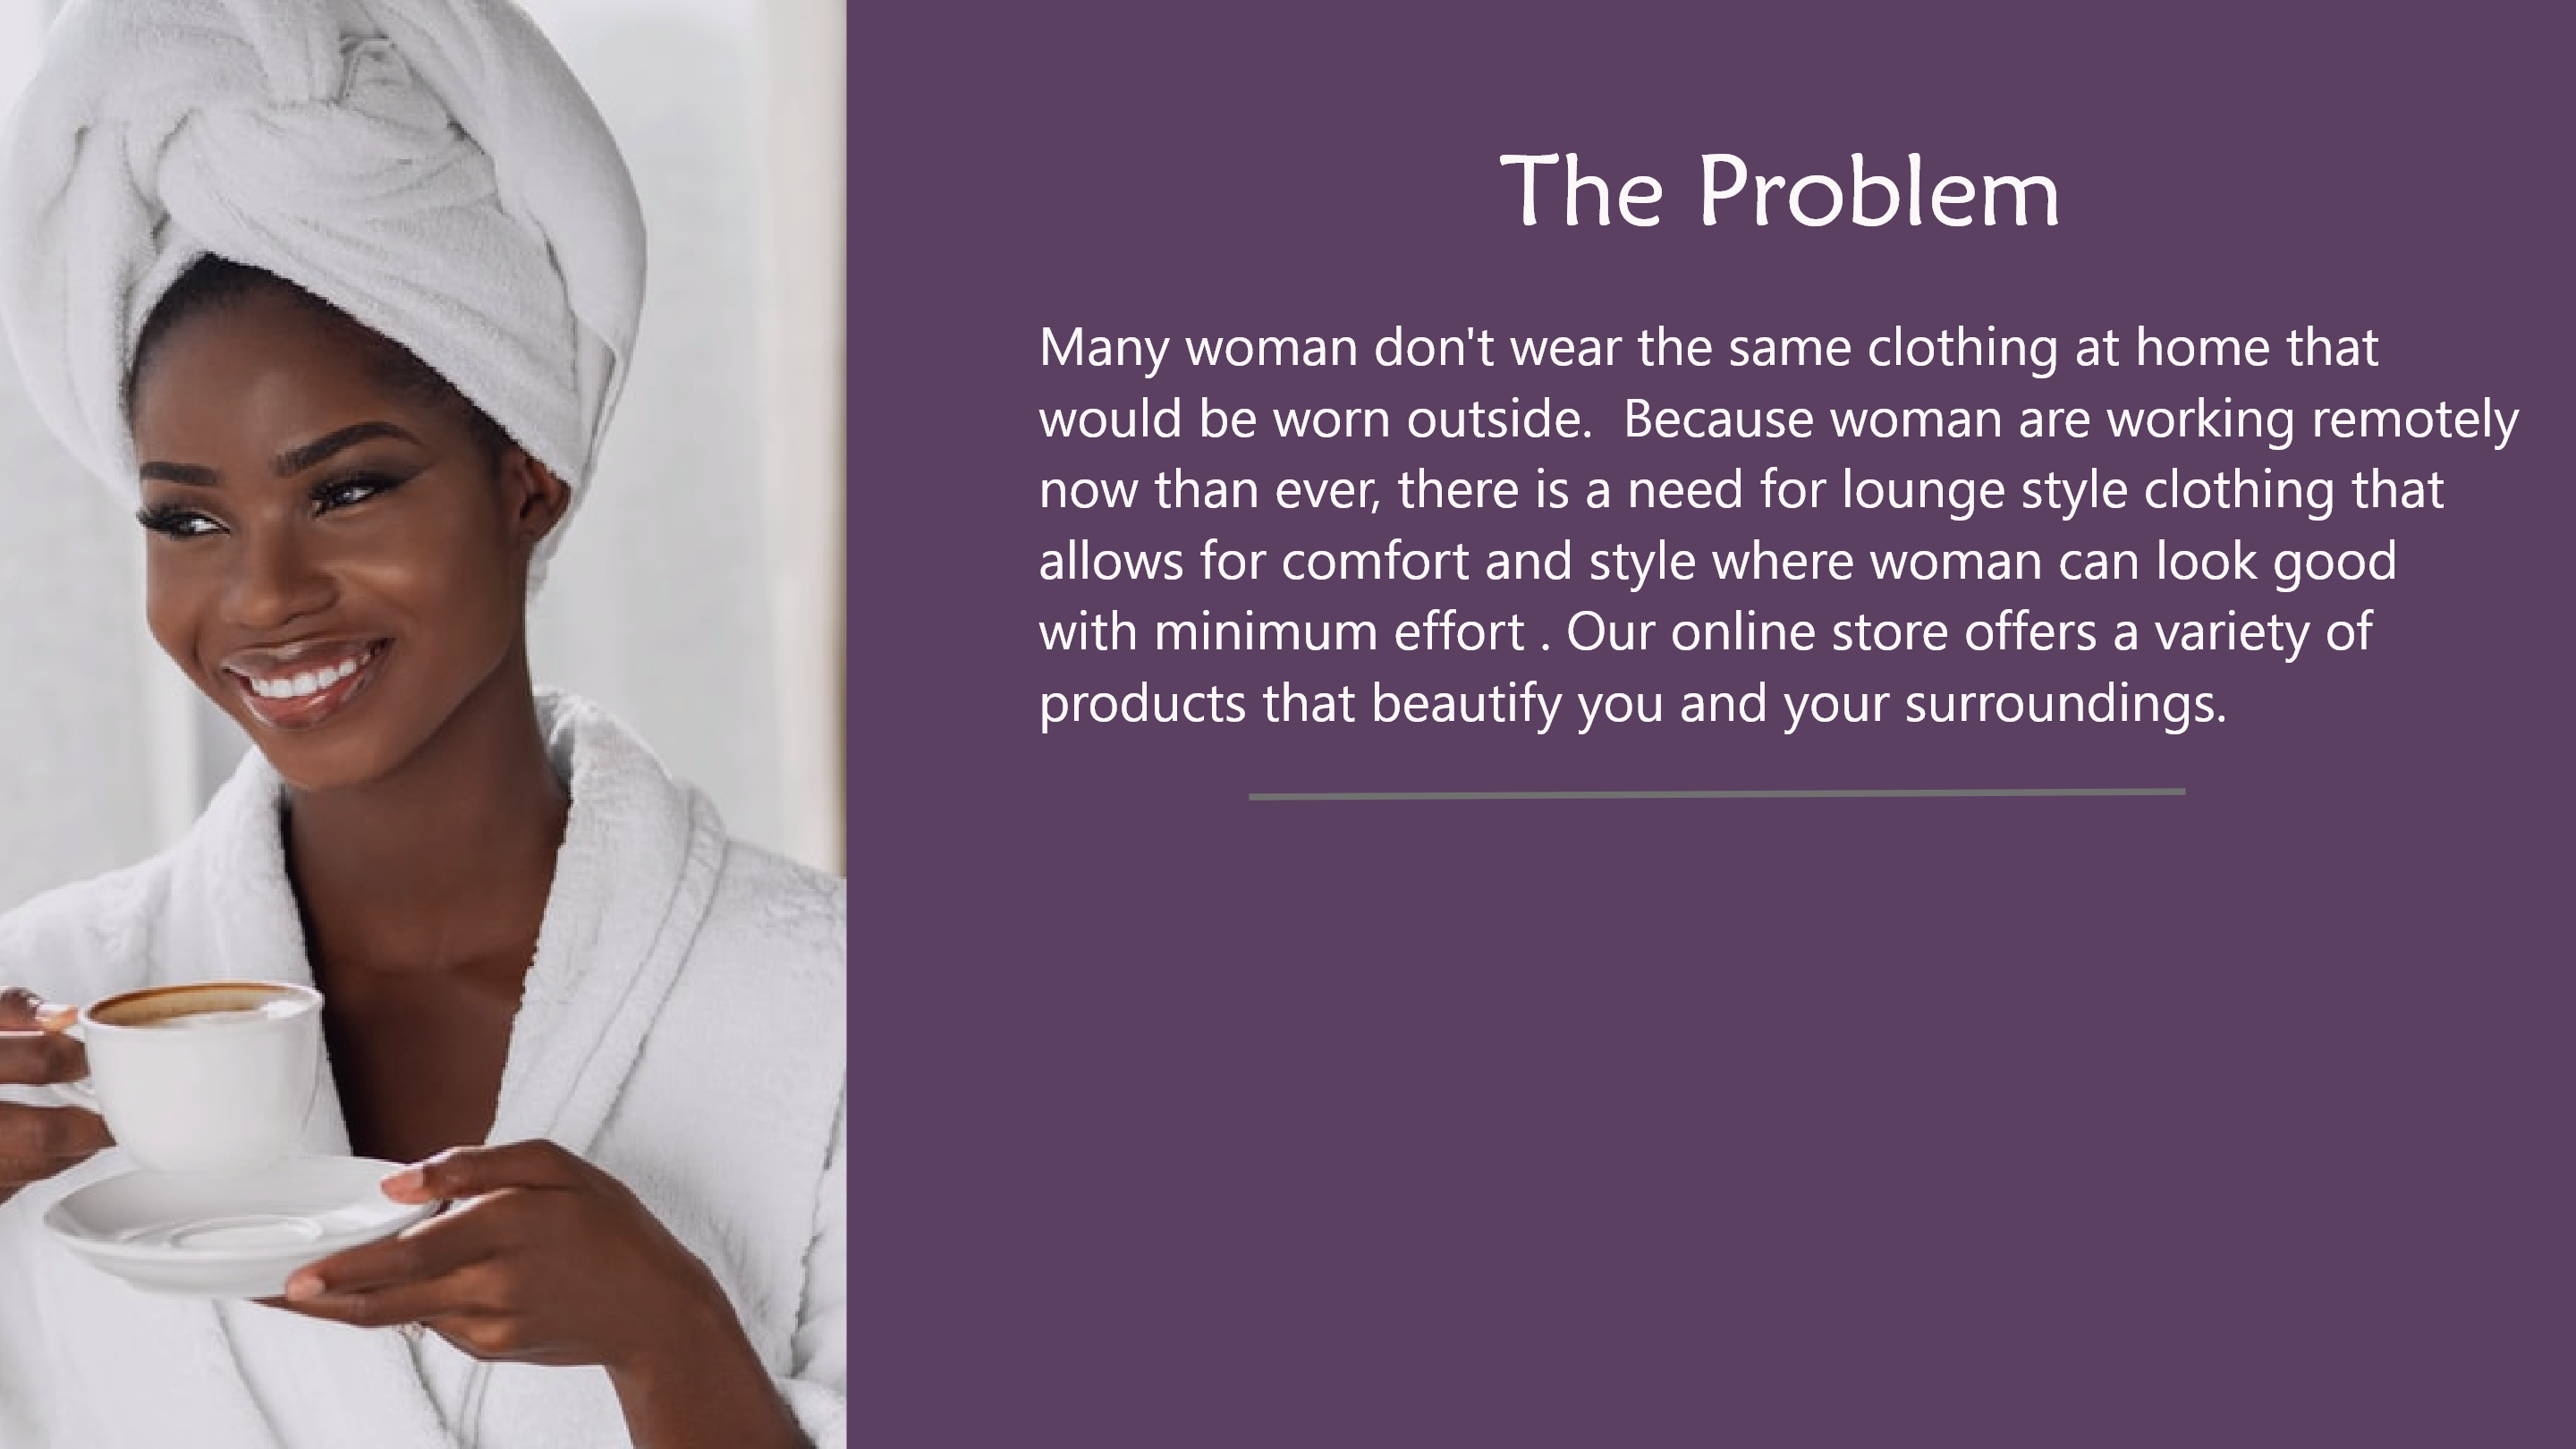 The Problem
Many woman don't wear the same clothing at home that
would be worn outside.  Because woman are working remotely
now than ever, there is a need for lounge style clothing that
allows for comfort and style where woman can look good
with minimum effort . Our online store offers a variety of
products that beautify you and your surroundings.